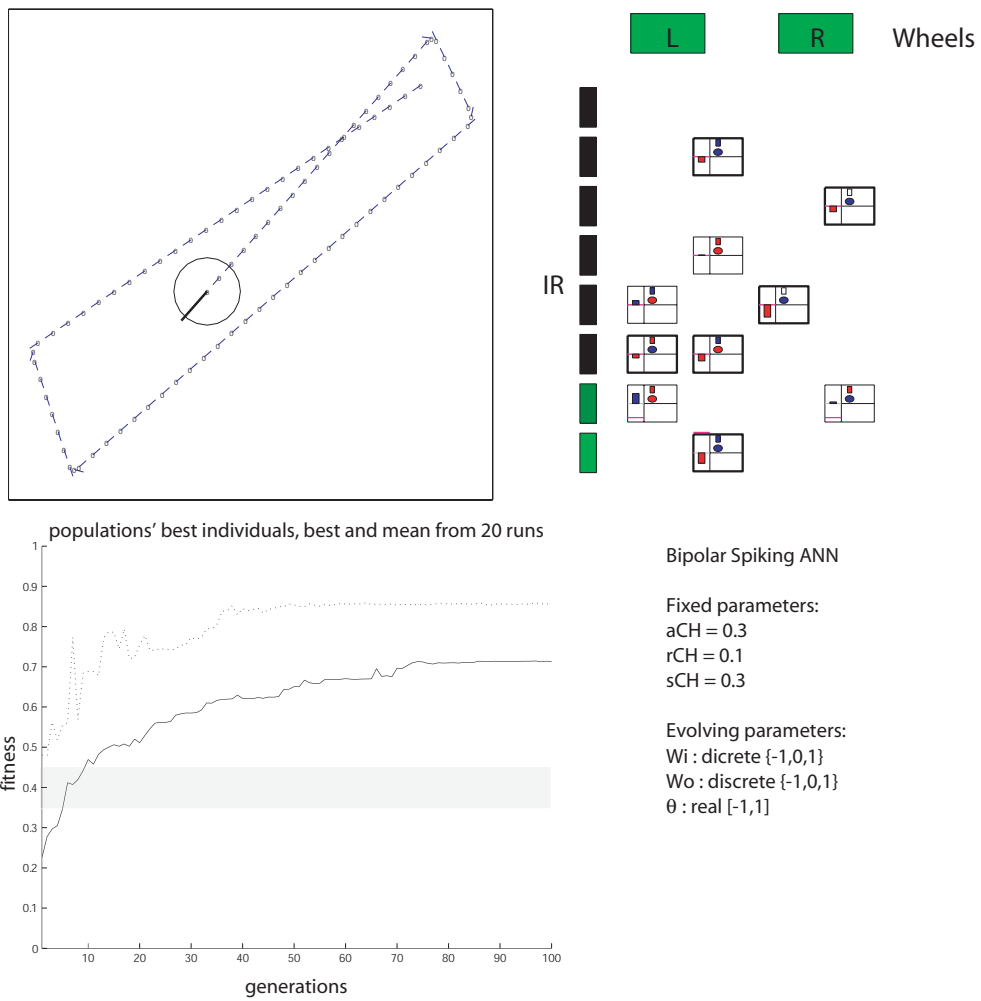 L
R
Wheels
IR
populations' best individuals, best and mean from 20 runs
1
0.9
0.8
0.7
0.6
0.5
0.4
0.3
0.2
0.1
0
fitness
10
20
30
40
50
60
70
80
90
100
generations
Bipolar Spiking ANN
Fixed parameters:
aCH = 0.3
rCH = 0.1
sCH = 0.3
Evolving parameters:
Wi : dicrete {-1,0,1}
Wo : discrete {-1,0,1}
θ : real [-1,1]